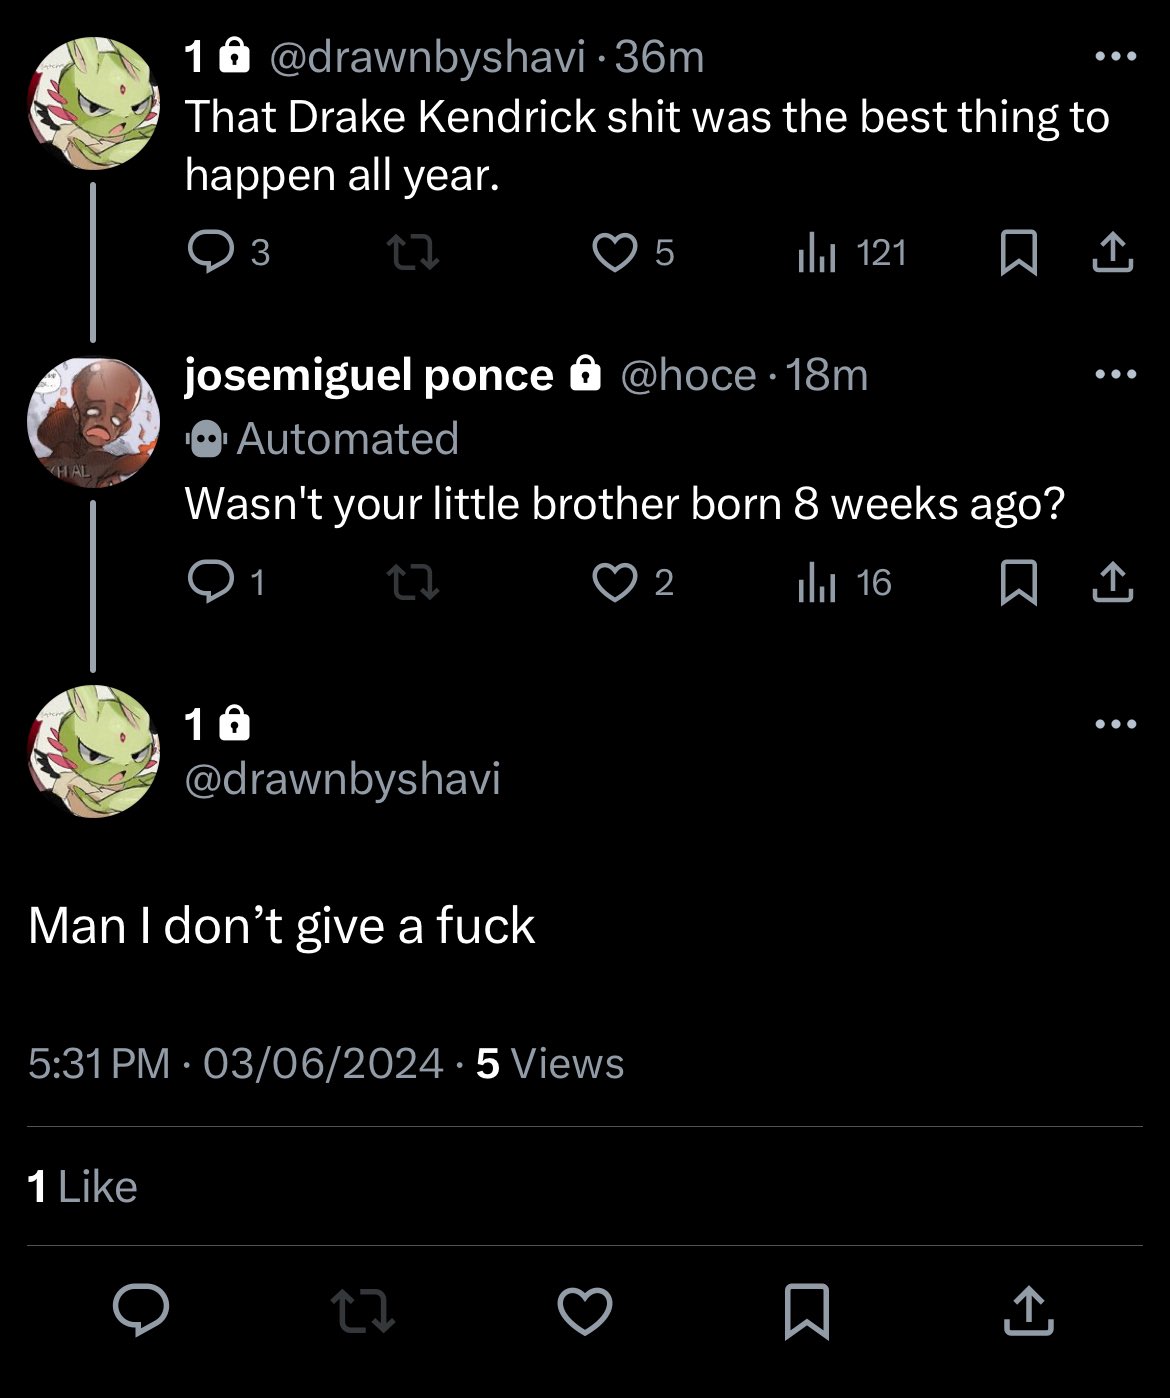 1 @drawnbyshavi · 36m
That Drake Kendrick shit was the best thing to
happen all year.
3 5 121
josemiguel ponce @hoce · 18m
Automated
Wasn't your little brother born 8 weeks ago?
1 2 16
1
@drawnbyshavi
Man I don’t give a fuck
5:31 PM · 03/06/2024 · 5 Views
1 Like